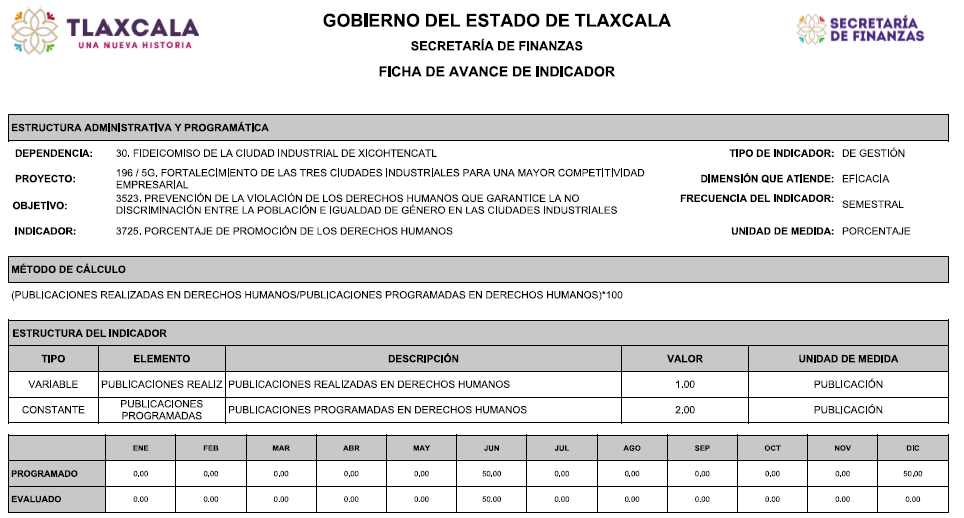 TLAXCALA
UNA NUEVA HISTORIA
GOBIERNO DEL ESTADO DE TLAXCALA
SECRETARÍA DE FINANZAS
FICHA DE AVANCE DE INDICADOR
SECRETARÍA
DE FINANZAS
ESTRUCTURA ADMINISTRATIVA Y PROGRAMÁTICA
DEPENDENCIA: 30. FIDEICOMISO DE LA CIUDAD INDUSTRIAL DE XICOHTENCATL TIPO DE INDICADOR: DE GESTIÓN
PROYECTO: 196 / 5G. FORTALECIMIENTO DE LAS TRES CIUDADES INDUSTRIALES PARA UNA MAYOR COMPETITIVIDAD
EMPRESARIAL DIMENSIÓN QUE ATIENDE: EFICACIA
OBJETIVO: 3523. PREVENCIÓN DE LA VIOLACIÓN DE LOS DERECHOS HUMANOS QUE GARANTICE LA NO
DISCRIMINACIÓN ENTRE LA POBLACIÓN E IGUALDAD DE GÉNERO EN LAS CIUDADES INDUSTRIALES FRECUENCIA DEL INDICADOR: SEMESTRAL
INDICADOR: 3725. PORCENTAJE DE PROMOCIÓN DE LOS DERECHOS HUMANOS UNIDAD DE MEDIDA: PORCENTAJE
MÉTODO DE CÁLCULO
(PUBLICACIONES REALIZADAS EN DERECHOS HUMANOS/PUBLICACIONES PROGRAMADAS EN DERECHOS HUMANOS)*100
ESTRUCTURA DEL INDICADOR
TIPO ELEMENTO DESCRIPCIÓN VALOR UNIDAD DE MEDIDA
VARIABLE PUBLICACIONES REALIZ PUBLICACIONES REALIZADAS EN DERECHOS HUMANOS 1.00 PUBLICACIÓN
CONSTANTE PUBLICACIONES
PROGRAMADAS PUBLICACIONES PROGRAMADAS EN DERECHOS HUMANOS 2.00 PUBLICACIÓN
ENE FEB MAR ABR MAY JUN JUL AGO SEP OCT NOV DIC
PROGRAMADO 0.00 0.00 0.00 0.00 0.00 50.00 0.00 0.00 0.00 0.00 0.00 50.00
EVALUADO 0.00 0.00 0.00 0.00 0.00 50.00 0.00 0.00 0.00 0.00 0.00 0.00